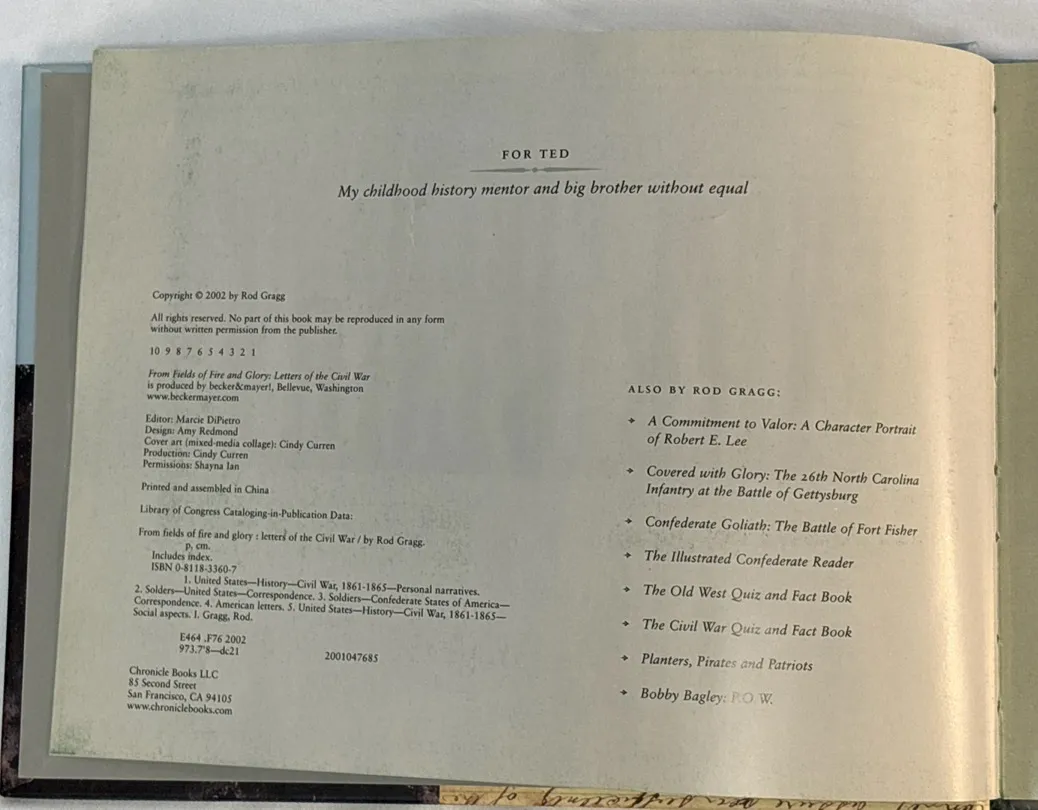 FOR TED
My childhood history mentor and big brother without equal
Copyright © 2002 by Rod Gragg
All rights reserved. No part of this book may be reproduced in any form
without written permission from the publisher.
10 9 8 7 6 5 4 3 2 1
From Fields of Fire and Glory: Letters of the Civil War
is produced by becker&mayer!, Bellevue, Washington
www.beckermayer.com
Editor: Marcie DiPietro
Design: Amy Redmond
Cover art (mixed-media collage): Cindy Curren
Production: Cindy Curren
Permissions: Shayna Ian
Printed and assembled in China
Library of Congress Cataloging-in-Publication Data:
From fields of fire and glory : letters of the Civil War / by Rod Gragg.
p. cm.
Includes index.
ISBN 0-8118-3360-7
1. United States—History—Civil War, 1861-1865—Personal narratives.
2. Solders—United States—Correspondence. 3. Soldiers—Confederate States of America—
Correspondence. 4. American letters. 5. United States—History—Civil War, 1861-1865—
Social aspects. I. Gragg, Rod.
E464 .F76 2002
973.7'8—dc21
2001047685
Chronicle Books LLC
85 Second Street
San Francisco, CA 94105
www.chroniclebooks.com
ALSO BY ROD GRAGG:
A Commitment to Valor: A Character Portrait
of Robert E. Lee
Covered with Glory: The 26th North Carolina
Infantry at the Battle of Gettysburg
Confederate Goliath: The Battle of Fort Fisher
The Illustrated Confederate Reader
The Old West Quiz and Fact Book
The Civil War Quiz and Fact Book
Planters, Pirates and Patriots
Bobby Bagley: P.O.W.